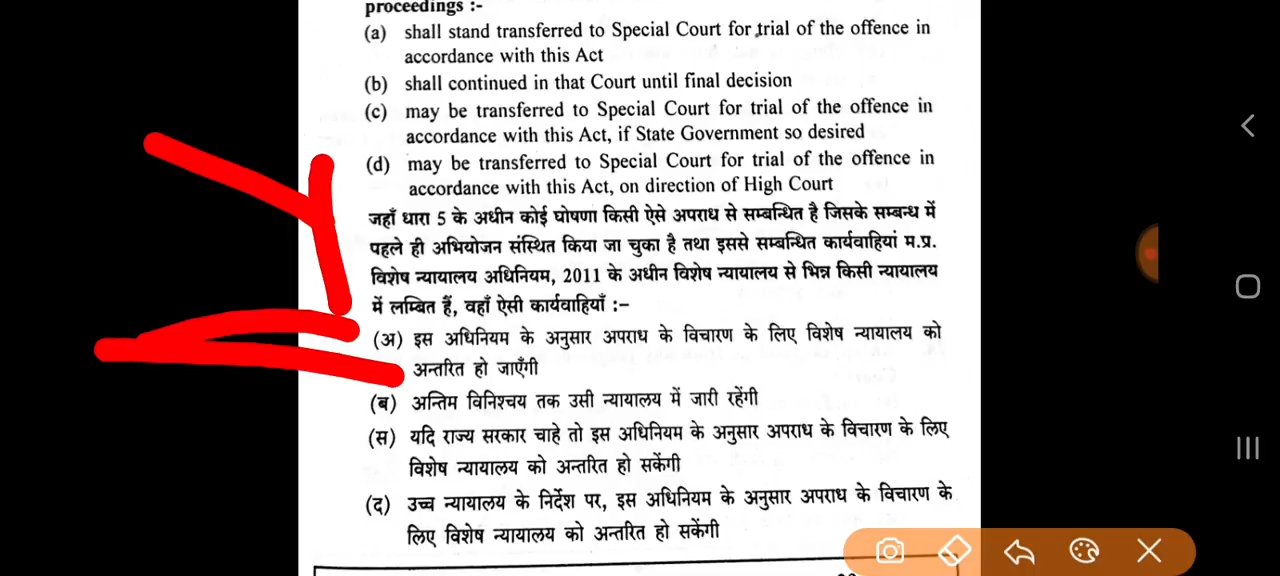 proceedings :-
(a) shall stand transferred to Special Court for trial of the offence in
accordance with this Act
(b) shall continued in that Court until final decision
(c) may be transferred to Special Court for trial of the offence in
accordance with this Act, if State Government so desired
(d) may be transferred to Special Court for trial of the offence in
accordance with this Act, on direction of High Court
जहाँ धारा 5 के अधीन कोई घोषणा किसी ऐसे अपराध से सम्बन्धित है जिसके सम्बन्ध में
पहले ही अभियोजन संस्थित किया जा चुका है तथा इससे सम्बन्धित कार्यवाहियां म.प्र.
विशेष न्यायालय अधिनियम, 2011 के अधीन विशेष न्यायालय से भिन्न किसी न्यायालय
में लम्बित हैं, वहाँ ऐसी कार्यवाहियाँ :-
(अ) इस अधिनियम के अनुसार अपराध के विचारण के लिए विशेष न्यायालय को
अन्तरित हो जाएँगी
(ब) अन्तिम विनिश्चय तक उसी न्यायालय में जारी रहेंगी
(स) यदि राज्य सरकार चाहे तो इस अधिनियम के अनुसार अपराध के विचारण के लिए
विशेष न्यायालय को अन्तरित हो सकेंगी
(द) उच्च न्यायालय के निर्देश पर, इस अधिनियम के अनुसार अपराध के विचारण के
लिए विशेष न्यायालय को अन्तरित हो सकेंगी